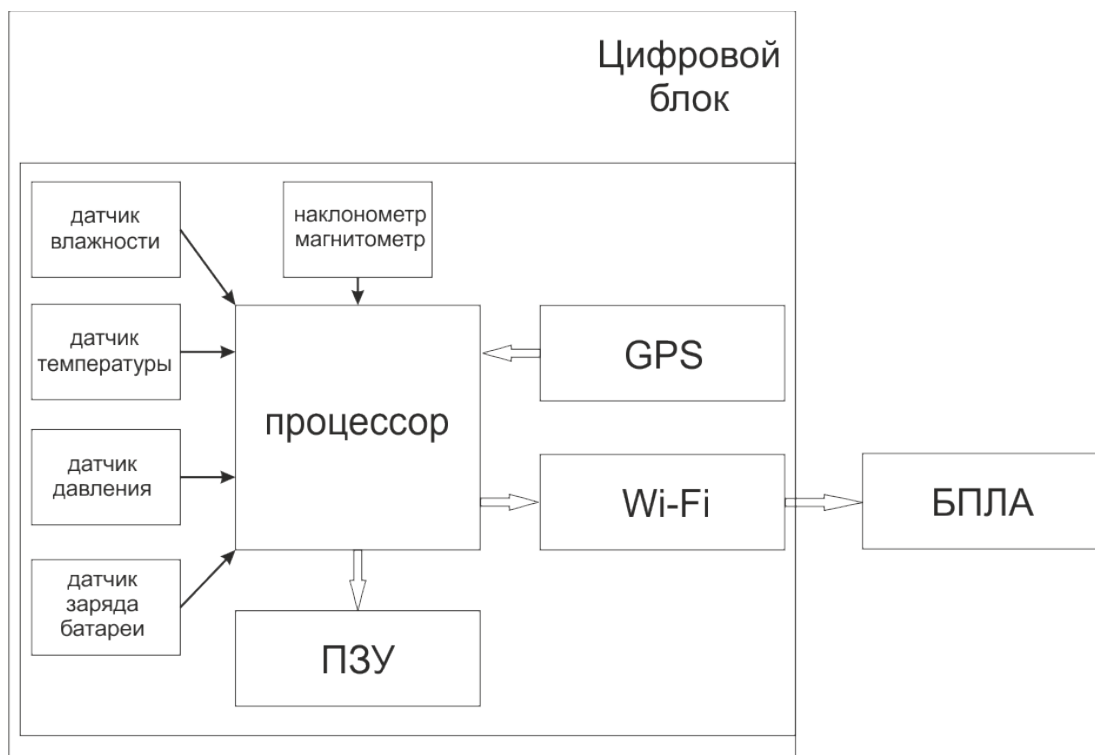 Цифровой
блок
датчик
влажности
наклонометр
магнитометр
датчик
температуры
GPS
процессор
датчик
давления
Wi-Fi
БПЛА
датчик
заряда
батареи
ПЗУ